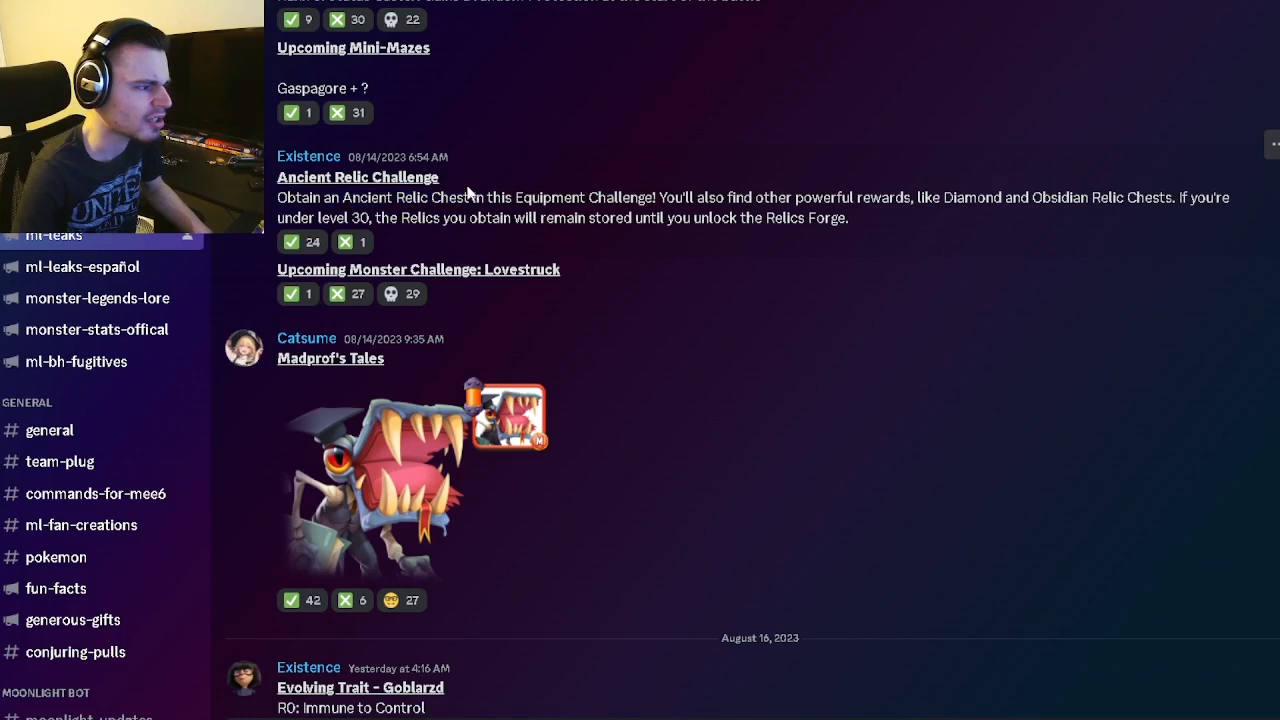 9 30 22
Upcoming Mini-Mazes
Gaspagore + ?
1 31
Existence 08/14/2023 6:54 AM
Ancient Relic Challenge
Obtain an Ancient Relic Chest in this Equipment Challenge! You'll also find other powerful rewards, like Diamond and Obsidian Relic Chests. If you're
under level 30, the Relics you obtain will remain stored until you unlock the Relics Forge.
24 1
Upcoming Monster Challenge: Lovestruck
1 27 29
Catsume 08/14/2023 9:35 AM
Madprof's Tales
M
42 6 27
August 16, 2023
Existence Yesterday at 4:16 AM
Evolving Trait - Goblarzd
R0: Immune to Control
ml-leaks
ml-leaks-español
monster-legends-lore
monster-stats-offical
ml-bh-fugitives
GENERAL
general
team-plug
commands-for-mee6
ml-fan-creations
pokemon
fun-facts
generous-gifts
conjuring-pulls
MOONLIGHT BOT
moonlight-updates